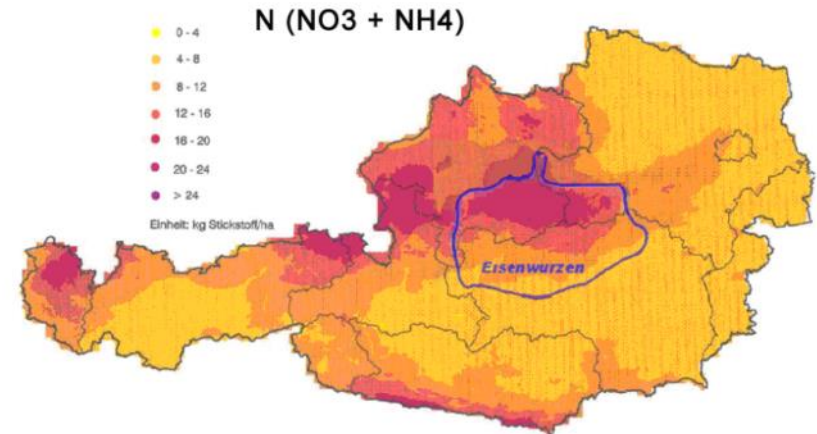 N (NO3 + NH4)
0 - 4
4 - 8
8 - 12
12 - 16
16 - 20
20 - 24
> 24
Einheit: kg Stickstoff/ha
Eisenwurzen